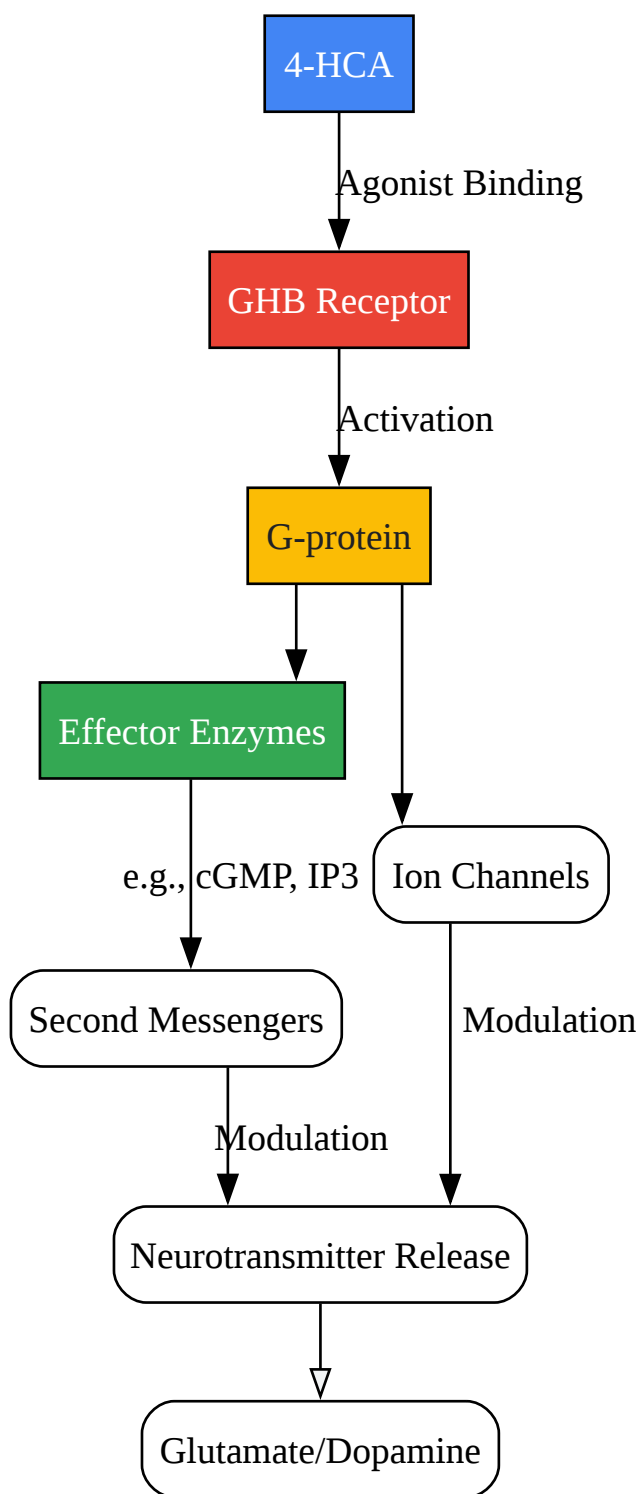 4-HCA
Agonist Binding
GHB Receptor
Activation
G-protein
Effector Enzymes
e.g., cGMP, IP3
Ion Channels
Second Messengers
Modulation
Modulation
Neurotransmitter Release
Glutamate/Dopamine